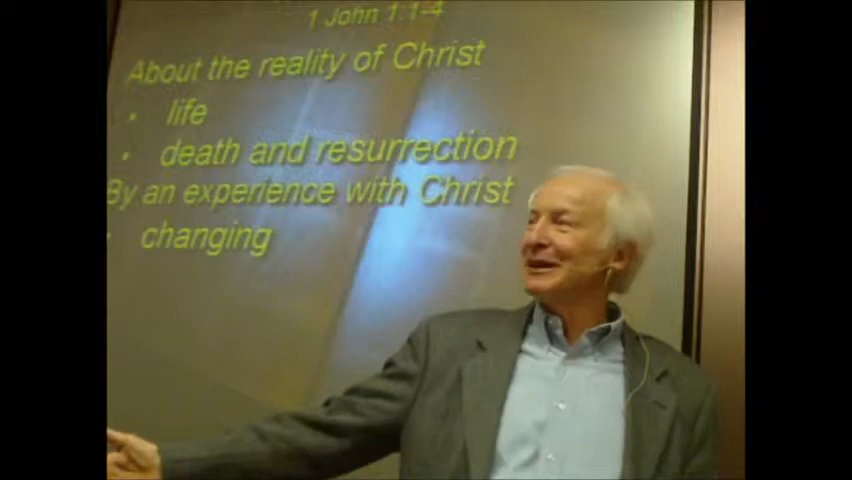 1 John 1.1-4
About the reality of Christ
• life
• death and resurrection
By an experience with Christ
• changing